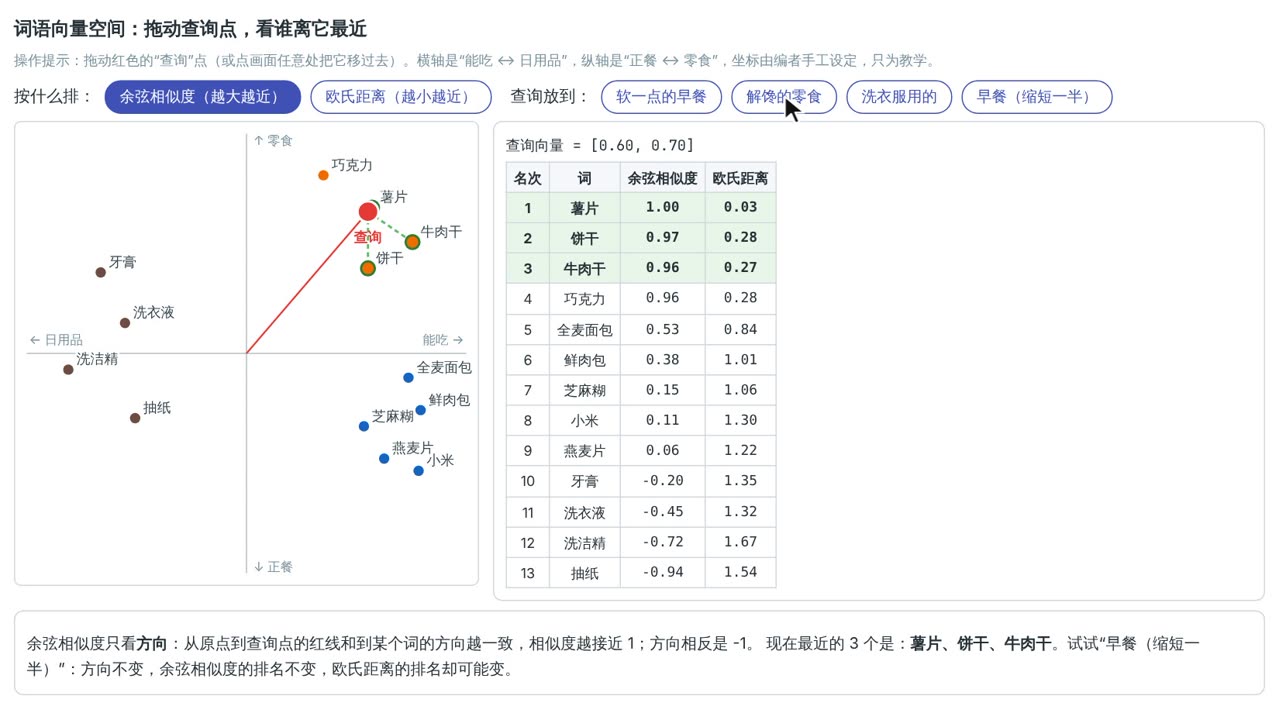 词语向量空间：拖动查询点，看谁离它最近
操作提示：拖动红色的“查询”点（或点画面任意处把它移过去）。横轴是“能吃 ↔ 日用品”，纵轴是“正餐 ↔ 零食”，坐标由编者手工设定，只为教学。
按什么排： 余弦相似度（越大越近） 欧氏距离（越小越近） 查询放到： 软一点的早餐 解馋的零食 洗衣服用的 早餐（缩短一半）
↑ 零食
巧克力
薯片
牛肉干
查询
饼干
牙膏
洗衣液
← 日用品
能吃 →
洗洁精
全麦面包
鲜肉包
抽纸
芝麻糊
燕麦片
小米
↓ 正餐
查询向量 = [0.60, 0.70]
名次 词 余弦相似度 欧氏距离
1 薯片 1.00 0.03
2 饼干 0.97 0.28
3 牛肉干 0.96 0.27
4 巧克力 0.96 0.28
5 全麦面包 0.53 0.84
6 鲜肉包 0.38 1.01
7 芝麻糊 0.15 1.06
8 小米 0.11 1.30
9 燕麦片 0.06 1.22
10 牙膏 -0.20 1.35
11 洗衣液 -0.45 1.32
12 洗洁精 -0.72 1.67
13 抽纸 -0.94 1.54
余弦相似度只看方向：从原点到查询点的红线和到某个词的方向越一致，相似度越接近 1；方向相反是 -1。 现在最近的 3 个是：薯片、饼干、牛肉干。试试“早餐（缩短一
半）”：方向不变，余弦相似度的排名不变，欧氏距离的排名却可能变。